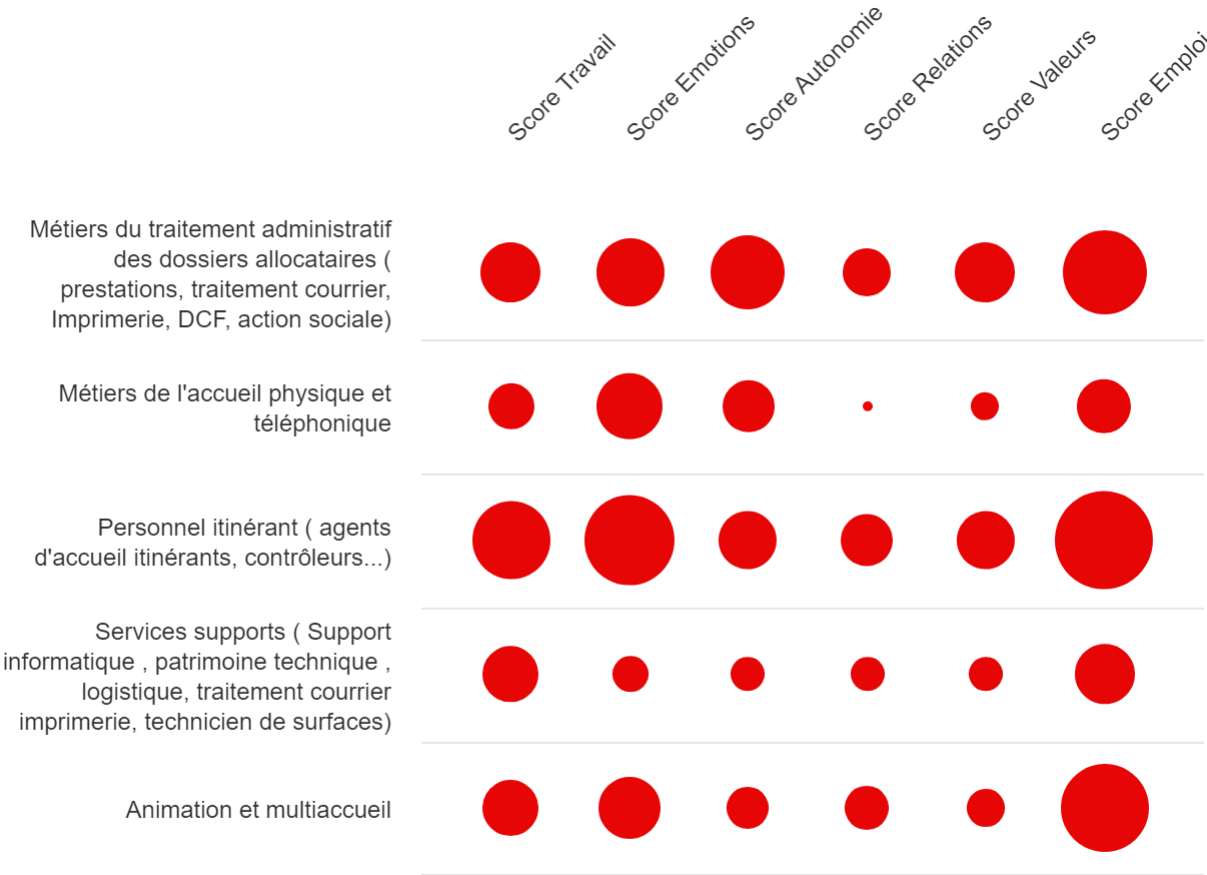 Score Travail
Score Emotions
Score Autonomie
Score Relations
Score Valeurs
Score Emploi
Métiers du traitement administratif
des dossiers allocataires (
prestations, traitement courrier,
Imprimerie, DCF, action sociale)
Métiers de l'accueil physique et
téléphonique
Personnel itinérant ( agents
d'accueil itinérants, contrôleurs...)
Services supports ( Support
informatique , patrimoine technique ,
logistique, traitement courrier
imprimerie, technicien de surfaces)
Animation et multiaccueil